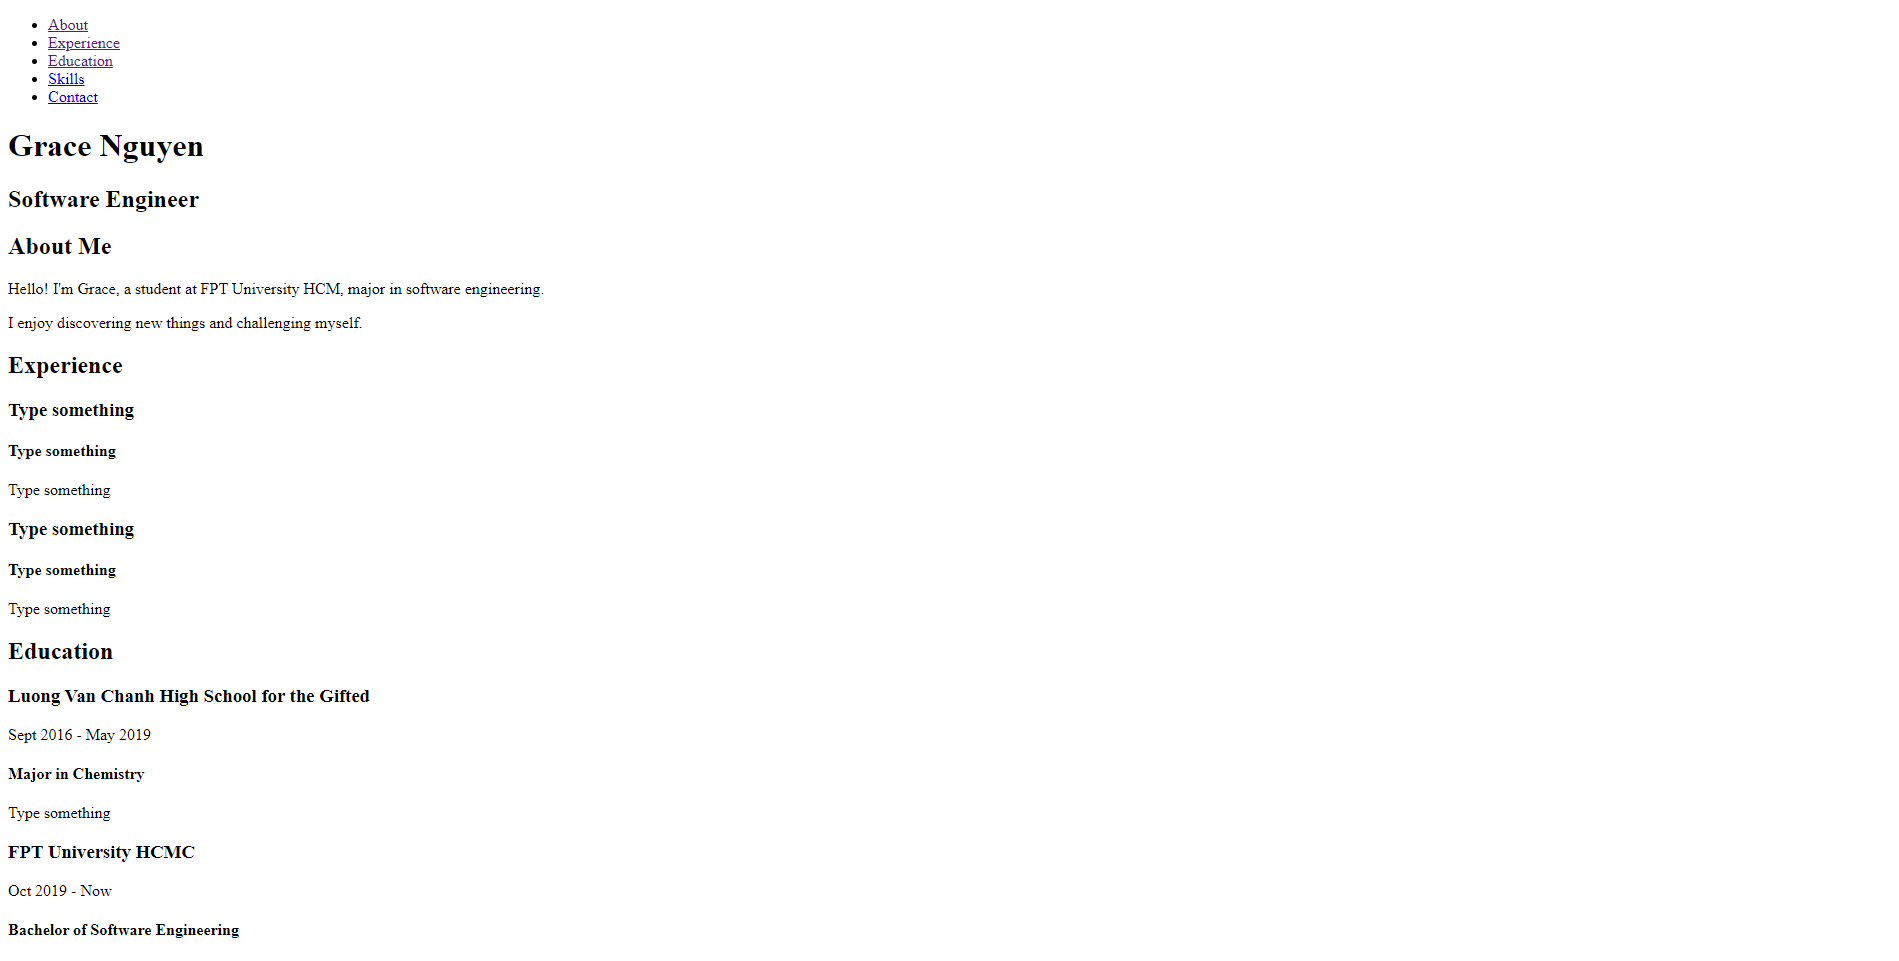 About
Experience
Education
Skills
Contact
Grace Nguyen
Software Engineer
About Me
Hello! I'm Grace, a student at FPT University HCM, major in software engineering.
I enjoy discovering new things and challenging myself.
Experience
Type something
Type something
Type something
Type something
Type something
Type something
Education
Luong Van Chanh High School for the Gifted
Sept 2016 - May 2019
Major in Chemistry
Type something
FPT University HCMC
Oct 2019 - Now
Bachelor of Software Engineering